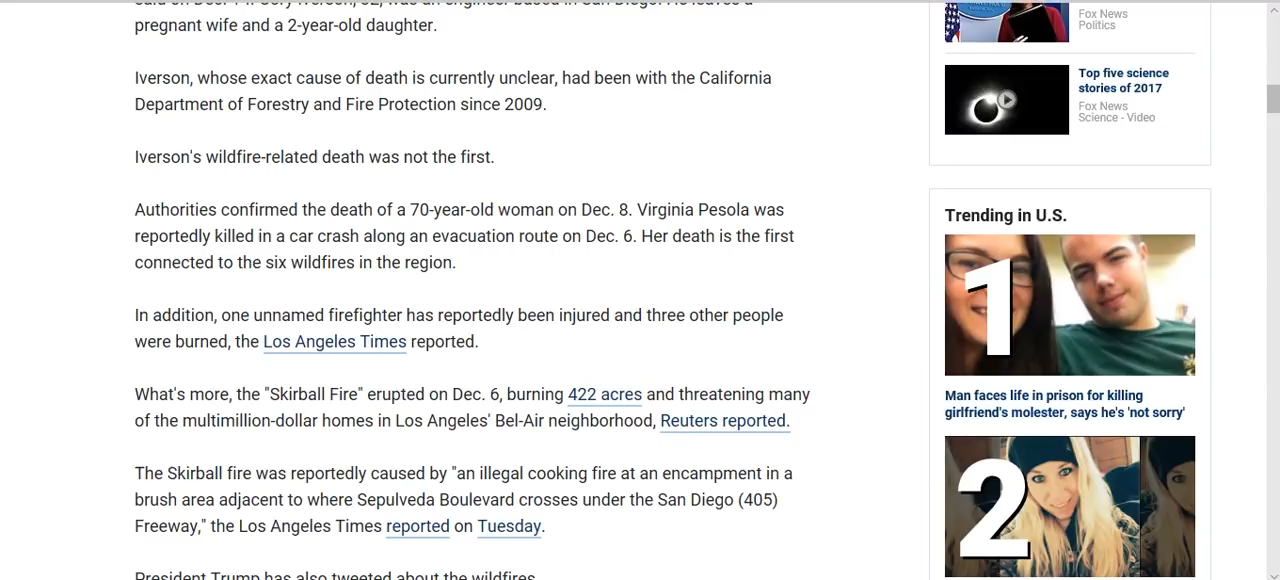 pregnant wife and a 2-year-old daughter.
Iverson, whose exact cause of death is currently unclear, had been with the California
Department of Forestry and Fire Protection since 2009.
Iverson's wildfire-related death was not the first.
Authorities confirmed the death of a 70-year-old woman on Dec. 8. Virginia Pesola was
reportedly killed in a car crash along an evacuation route on Dec. 6. Her death is the first
connected to the six wildfires in the region.
In addition, one unnamed firefighter has reportedly been injured and three other people
were burned, the Los Angeles Times reported.
What's more, the "Skirball Fire" erupted on Dec. 6, burning 422 acres and threatening many
of the multimillion-dollar homes in Los Angeles' Bel-Air neighborhood, Reuters reported.
The Skirball fire was reportedly caused by "an illegal cooking fire at an encampment in a
brush area adjacent to where Sepulveda Boulevard crosses under the San Diego (405)
Freeway," the Los Angeles Times reported on Tuesday.
President Trump has also tweeted about the wildfires.
Fox News
Politics
Top five science
stories of 2017
Fox News
Science - Video
Trending in U.S.
1
Man faces life in prison for killing
girlfriend's molester, says he's 'not sorry'
2